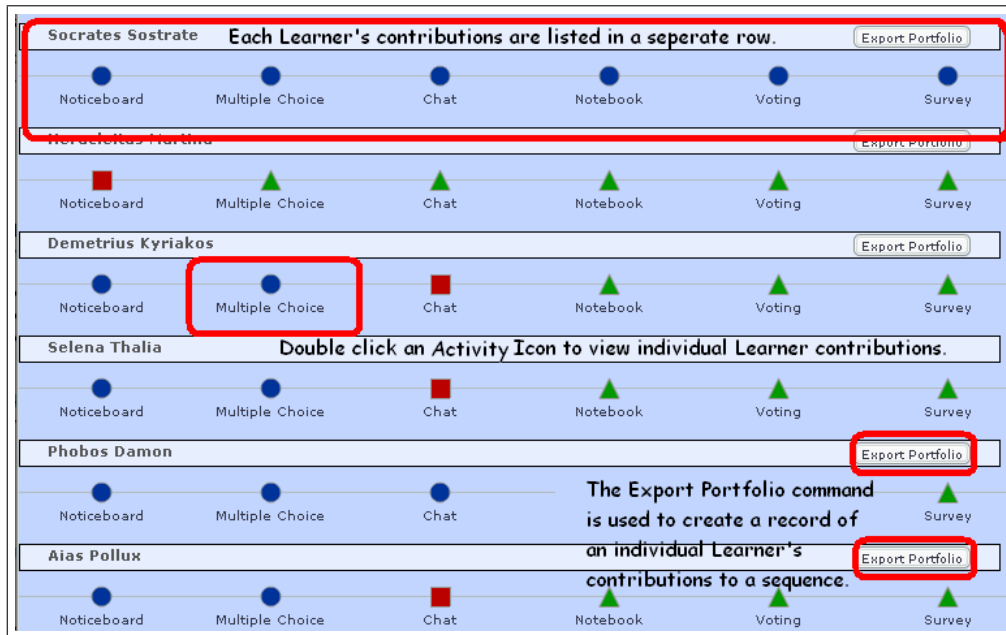 Socrates Sostrate Each Learner's contributions are listed in a seperate row. Export Portfolio
Noticeboard Multiple Choice Chat Notebook Voting Survey
Export Portfolio
Noticeboard Multiple Choice Chat Notebook Voting Survey
Demetrius Kyriakos Export Portfolio
Noticeboard Multiple Choice Chat Notebook Voting Survey
Selena Thalia Double click an Activity Icon to view individual Learner contributions.
Noticeboard Multiple Choice Chat Notebook Voting Survey
Phobos Damon Export Portfolio
Noticeboard Multiple Choice Chat Survey
The Export Portfolio command
is used to create a record of
an individual Learner's
contributions to a sequence.
Aias Pollux Export Portfolio
Noticeboard Multiple Choice Chat Notebook Voting Survey